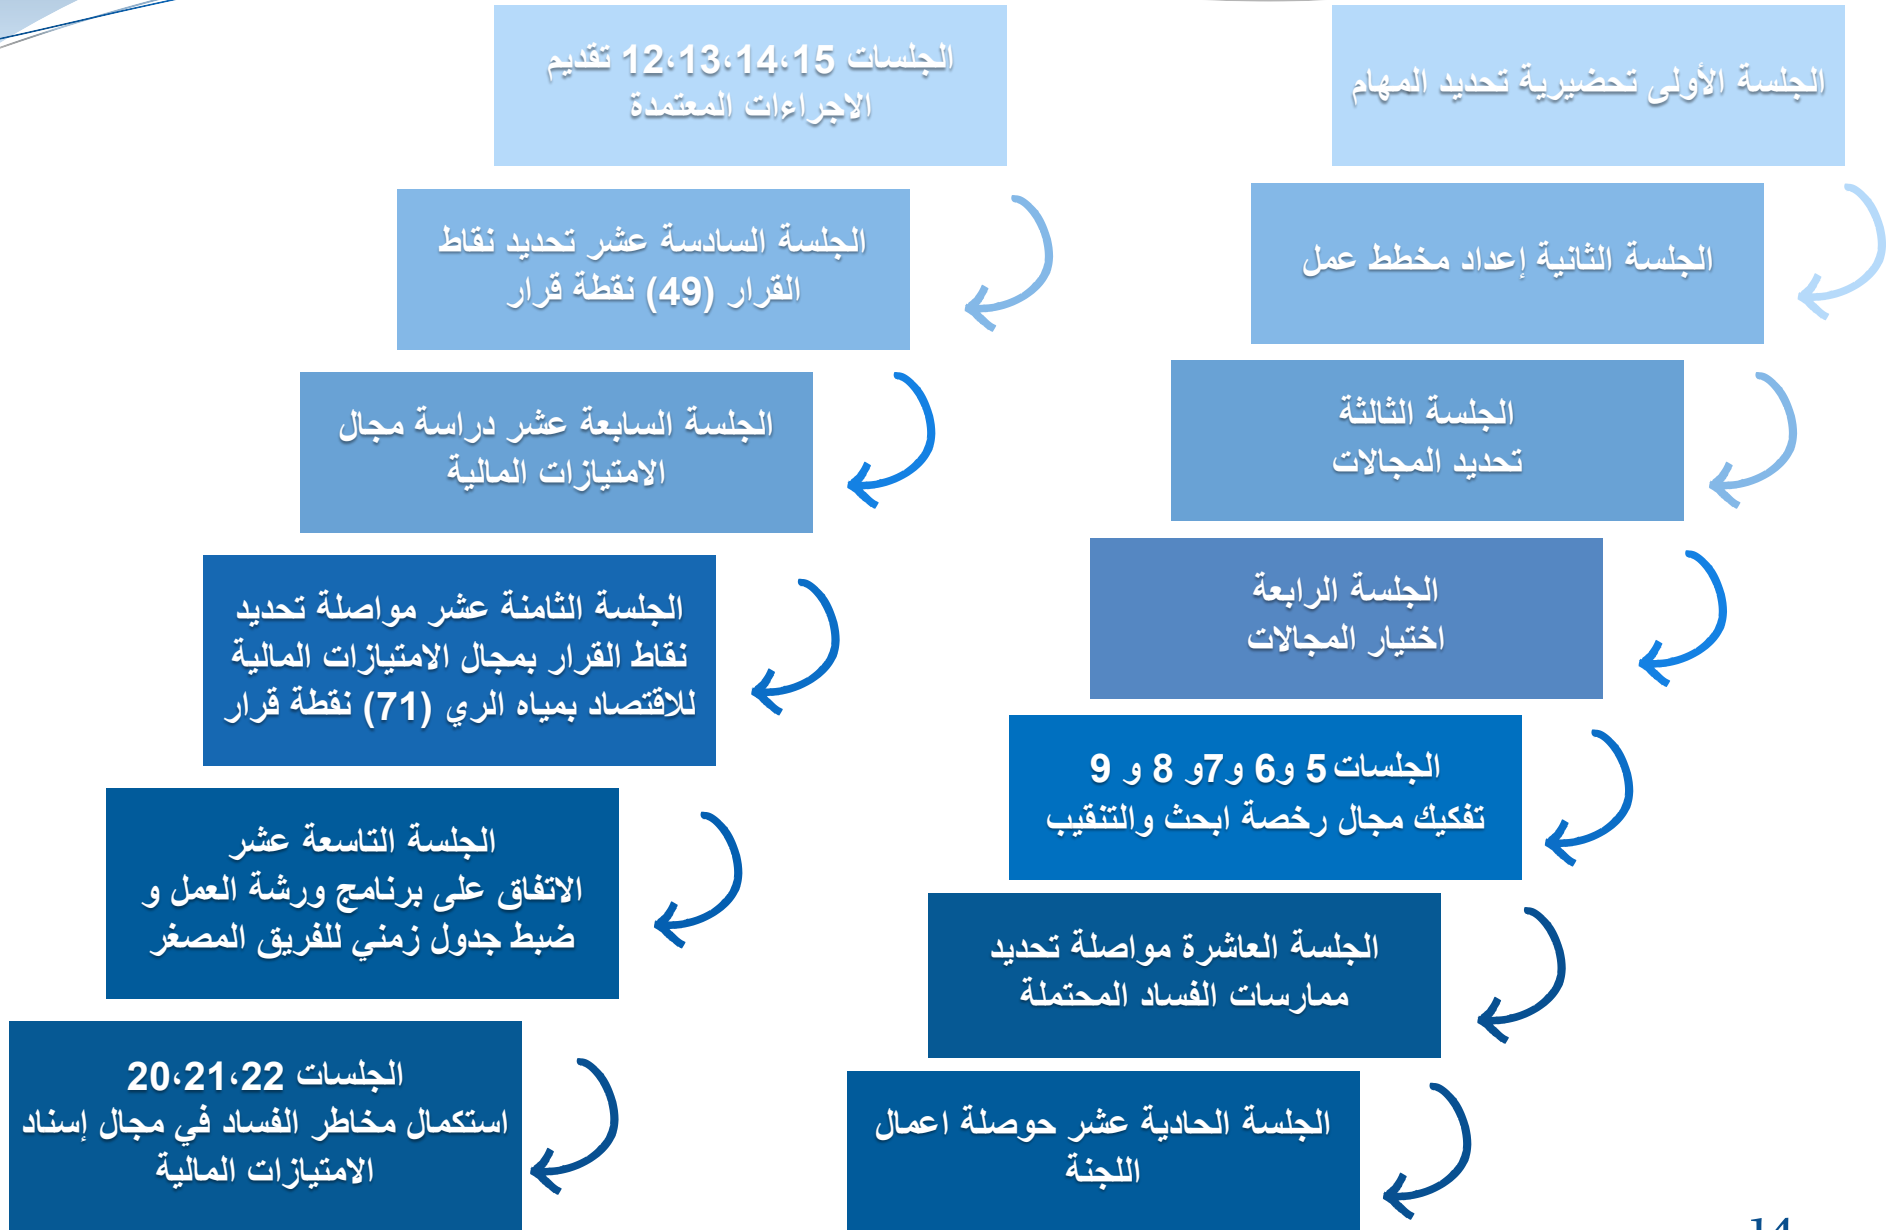 الجلسة الأولى تحضيرية تحديد المهام
الجلسة الثانية إعداد مخطط عمل
الجلسة الثالثة
تحديد المجالات
الجلسة الرابعة
اختيار المجالات
الجلسات 5 و6 و7و 8 و 9
تفكيك مجال رخصة ابحث والتنقيب
الجلسة العاشرة مواصلة تحديد
ممارسات الفساد المحتملة
الجلسة الحادية عشر حوصلة اعمال
اللجنة
الجلسات 12،13،14،15 تقديم
الاجراءات المعتمدة
الجلسة السادسة عشر تحديد نقاط
القرار (49) نقطة قرار
الجلسة السابعة عشر دراسة مجال
الامتيازات المالية
الجلسة الثامنة عشر مواصلة تحديد
نقاط القرار بمجال الامتيازات المالية
للاقتصاد بمياه الري (71) نقطة قرار
الجلسة التاسعة عشر
الاتفاق على برنامج ورشة العمل و
ضبط جدول زمني للفريق المصغر
الجلسات 20،21،22
استكمال مخاطر الفساد في مجال إسناد
الامتيازات المالية
14